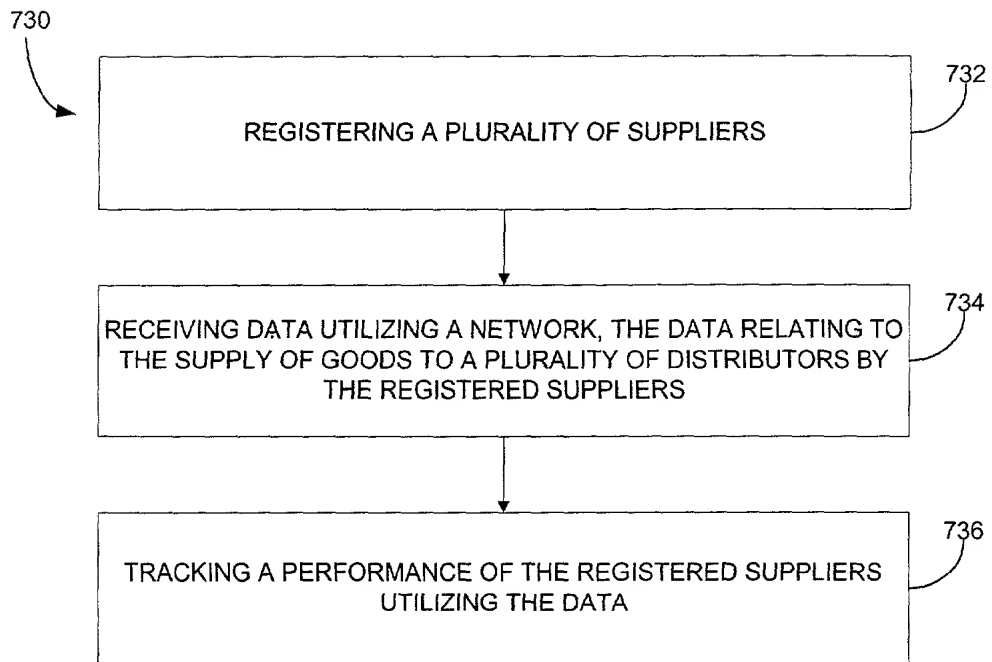 730
732
REGISTERING A PLURALITY OF SUPPLIERS
734
RECEIVING DATA UTILIZING A NETWORK, THE DATA RELATING TO
THE SUPPLY OF GOODS TO A PLURALITY OF DISTRIBUTORS BY
THE REGISTERED SUPPLIERS
736
TRACKING A PERFORMANCE OF THE REGISTERED SUPPLIERS
UTILIZING THE DATA